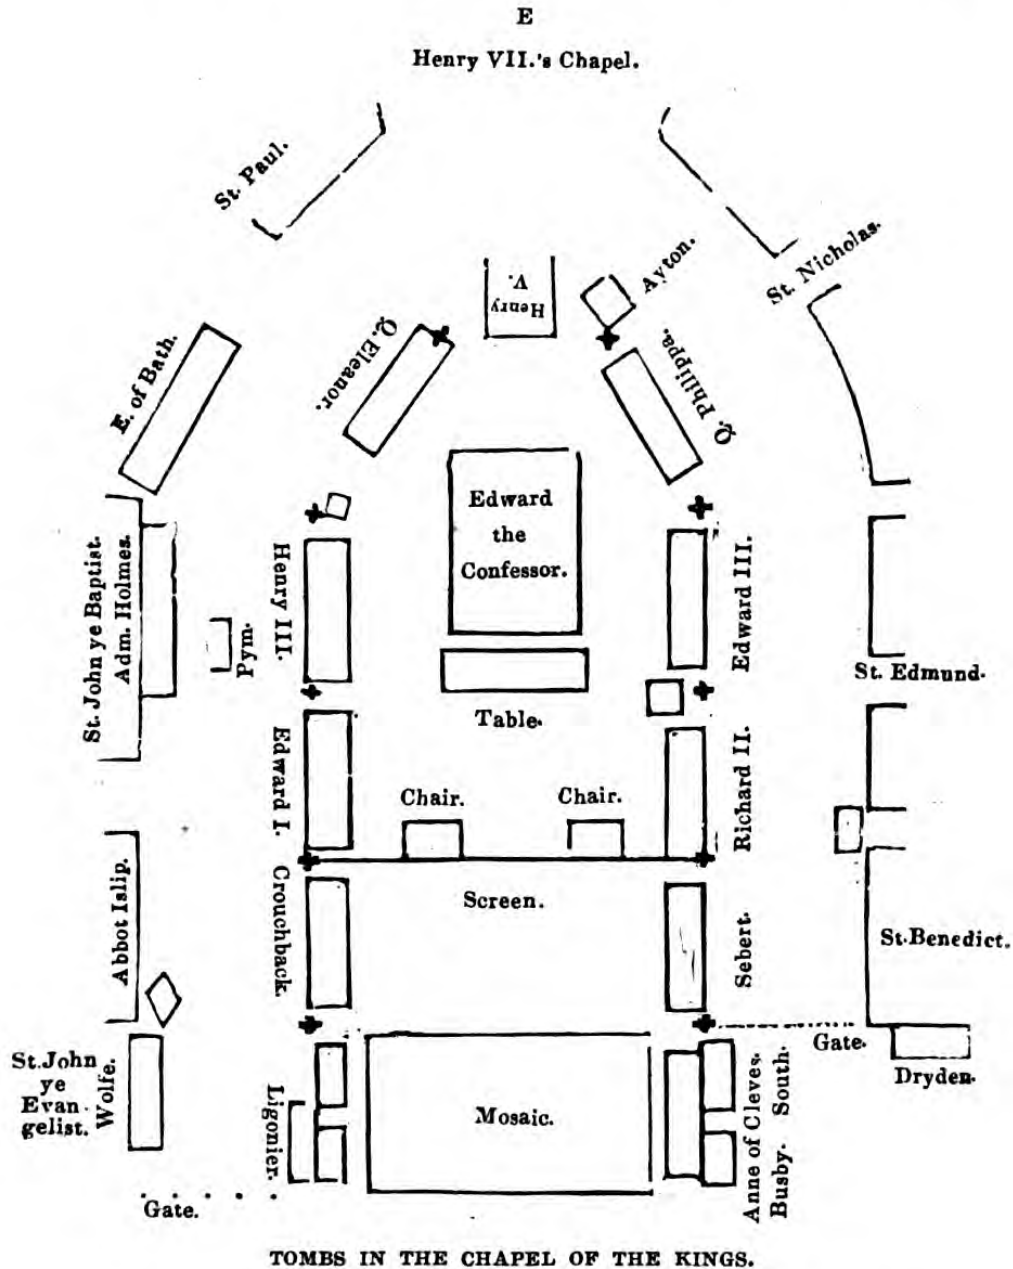 E
Henry VII.'s Chapel.
St. Paul.
St. Nicholas.
Ayton.
Henry
V.
Q. Eleanor.
Q. Philippa.
E. of Bath.
Edward
the
Confessor.
St. John ye Baptist.
Adm. Holmes.
Pym.
Henry III.
Edward III.
St. Edmund.
Table.
Edward I.
Richard II.
Chair.
Chair.
Abbot Islip.
Crouchback.
Screen.
Sebert.
St. Benedict.
Gate.
Dryden.
St. John
ye
Evan-
gelist.
Wolfe.
Ligonier.
Mosaic.
Anne of Cleves.
Busby. South.
Gate.
TOMBS IN THE CHAPEL OF THE KINGS.